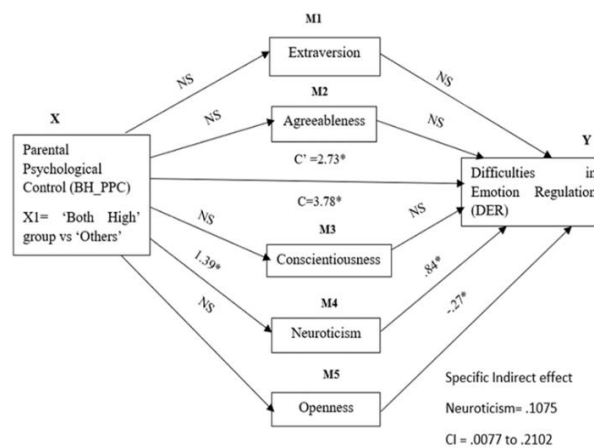 M1
Extraversion
NS
NS
M2
Agreeableness
NS
NS
X
Parental
Psychological
Control (BH_PPC)
X1= ‘Both High’
group vs ‘Others’
C’ =2.73*
C=3.78*
Y
Difficulties in
Emotion Regulation
(DER)
M3
Conscientiousness
NS
NS
M4
Neuroticism
1.39*
.84*
M5
Openness
NS
-.27*
Specific Indirect effect
Neuroticism= .1075
CI = .0077 to .2102